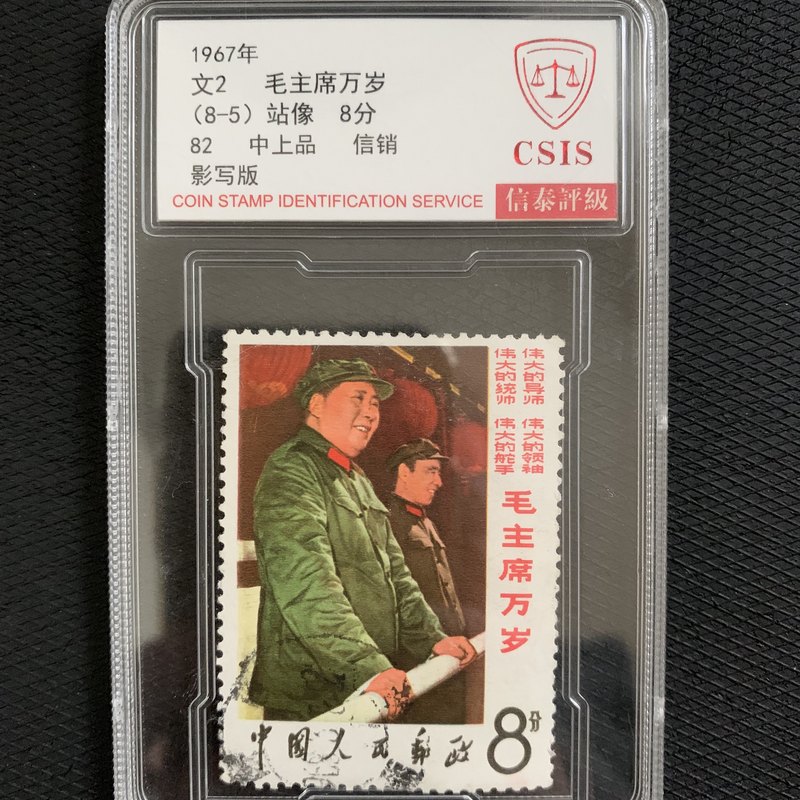 1967年
文2 毛主席万岁
(8-5) 站像 8分
82 中上品 信销
影写版
COIN STAMP IDENTIFICATION SERVICE
CSIS
信泰評級
伟大的导师
伟大的领袖
伟大的统帅
伟大的舵手
毛主席万岁
中国人民邮政
8分